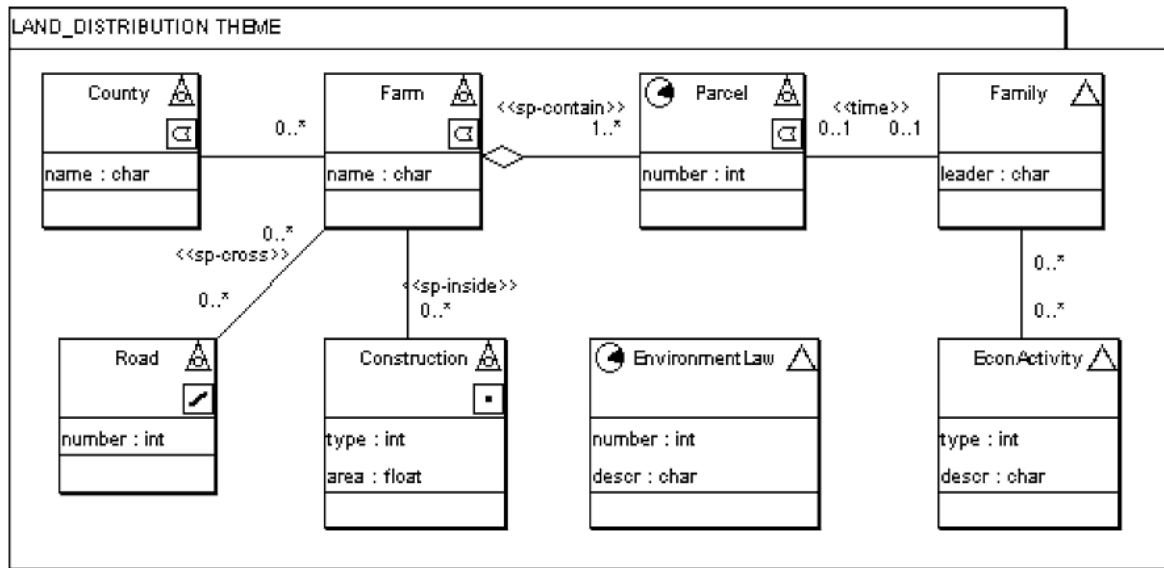 LAND_DISTRIBUTION THEME
County
name : char
0..*
Farm
name : char
<<sp-contain>>
1..*
Parcel
number : int
<<time>>
0..1 0..1
Family
leader : char
0..*
<<sp-cross>>
0..*
<<sp-inside>>
0..*
0..*
0..*
Road
number : int
Construction
type : int
area : float
EnvironmentLaw
number : int
descr : char
EconActivity
type : int
descr : char